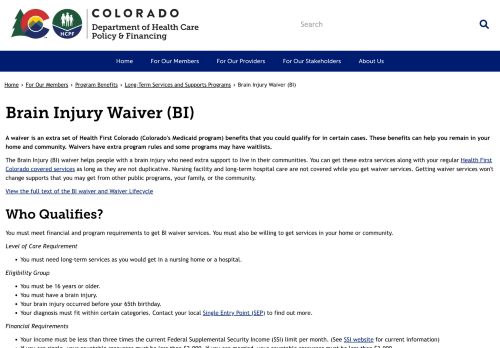 COLORADO
Department of Health Care
Policy & Financing
HCPF
Search
Home
For Our Members
For Our Providers
For Our Stakeholders
About Us
Home › For Our Members › Program Benefits › Long-Term Services and Supports Programs › Brain Injury Waiver (BI)
Brain Injury Waiver (BI)
A waiver is an extra set of Health First Colorado (Colorado's Medicaid program) benefits that you could qualify for in certain cases. These benefits can help you remain in your
home and community. Waivers have extra program rules and some programs may have waitlists.
The Brain Injury (BI) waiver helps people with a brain injury who need extra support to live in their communities. You can get these extra services along with your regular Health First
Colorado covered services as long as they are not duplicative. Nursing facility and long-term hospital care are not covered while you get waiver services. Getting waiver services won't
change supports that you may get from other public programs, your family, or the community.
View the full text of the BI waiver and Waiver Lifecycle
Who Qualifies?
You must meet financial and program requirements to get BI waiver services. You must also be willing to get services in your home or community.
Level of Care Requirement
• You must need long-term services as you would get in a nursing home or a hospital.
Eligibility Group
• You must be 16 years or older.
• You must have a brain injury.
• Your brain injury occurred before your 65th birthday.
• Your diagnosis must fit within certain categories. Contact your local Single Entry Point (SEP) to find out more.
Financial Requirements
• Your income must be less than three times the current Federal Supplemental Security Income (SSI) limit per month. (See SSI website for current information)